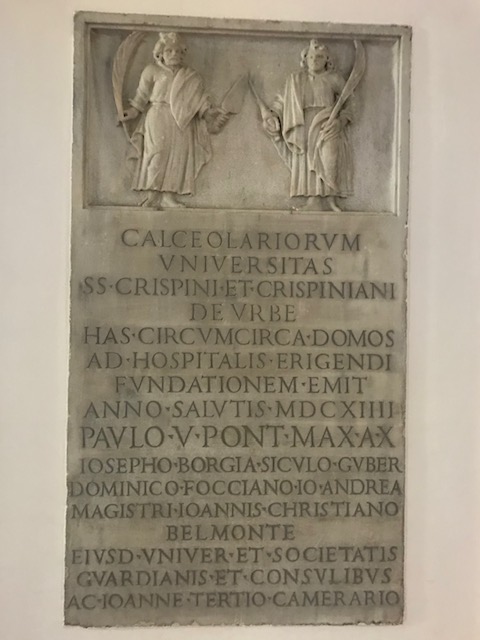 CALCEOLARIORVM
VNIVERSITAS
SS·CRISPINI·ET·CRISPINIANI
DE VRBE
HAS·CIRCVMCIRCA·DOMOS
AD·HOSPITALIS·ERIGENDI
FVNDATIONEM·EMIT
ANNO·SALVTIS·MDCXIIII
PAVLO·V·PONT·MAX·A·X
IOSEPHO·BORGIA·SICVLO·GVBER
DOMINICO·FOCCIANO·IO·ANDREA
MAGISTRI·IOANNIS·CHRISTIANO
BELMONTE
EIVSD·VNIVER·ET·SOCIETATIS
GVARDIANIS·ET·CONSVLIBVS
AC·IOANNE·TERTIO·CAMERARIO